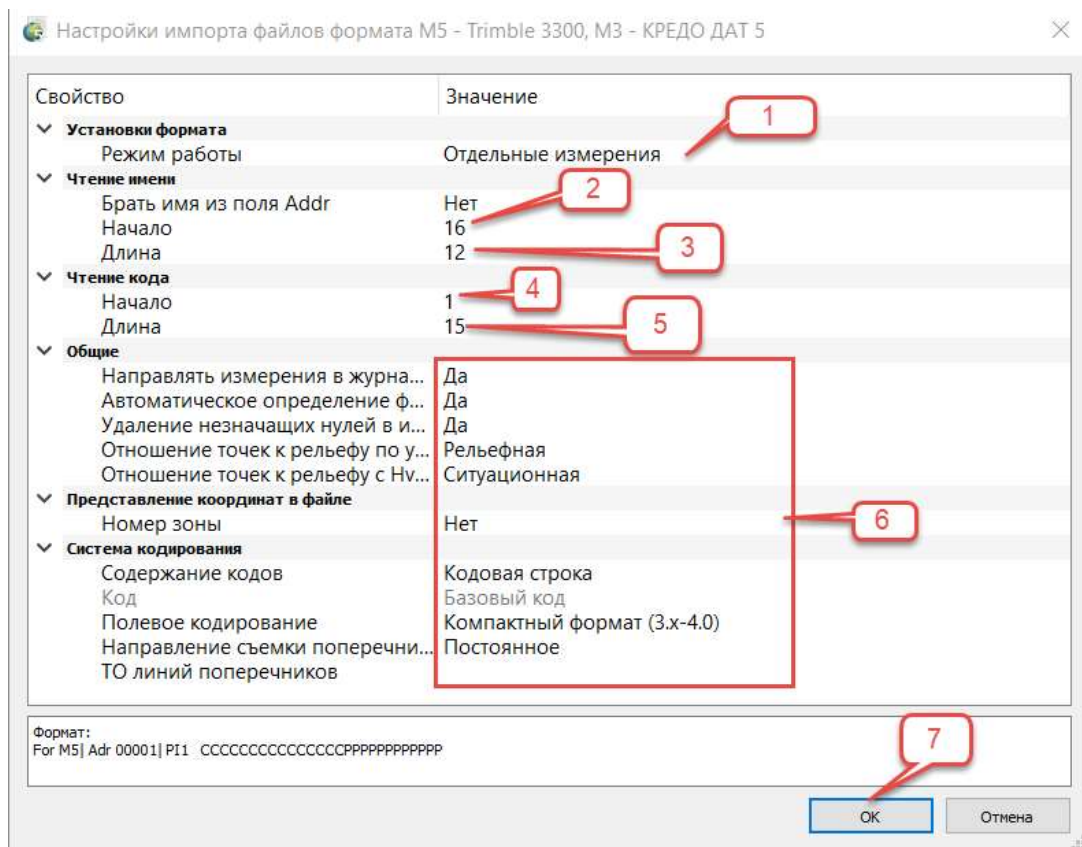 Настройки импорта файлов формата M5 - Trimble 3300, M3 - КРЕДО ДАТ 5
Свойство Значение
Установки формата
1
Режим работы Отдельные измерения
Чтение имени
2
Брать имя из поля Addr Нет
Начало 16
Длина 12
3
Чтение кода
4
Начало 1
Длина 15
5
Общие
Направлять измерения в журна... Да
Автоматическое определение ф... Да
Удаление незначащих нулей в и... Да
Отношение точек к рельефу по у... Рельефная
Отношение точек к рельефу с Hv... Ситуационная
Представление координат в файле
Номер зоны Нет
6
Система кодирования
Содержание кодов Кодовая строка
Код Базовый код
Полевое кодирование Компактный формат (3.x-4.0)
Направление съемки поперечни... Постоянное
ТО линий поперечников
Формат:
For M5| Adr 00001| PI1 CCCCCCCCCCCCCCCPPPPPPPPPPPP
7
ОК Отмена